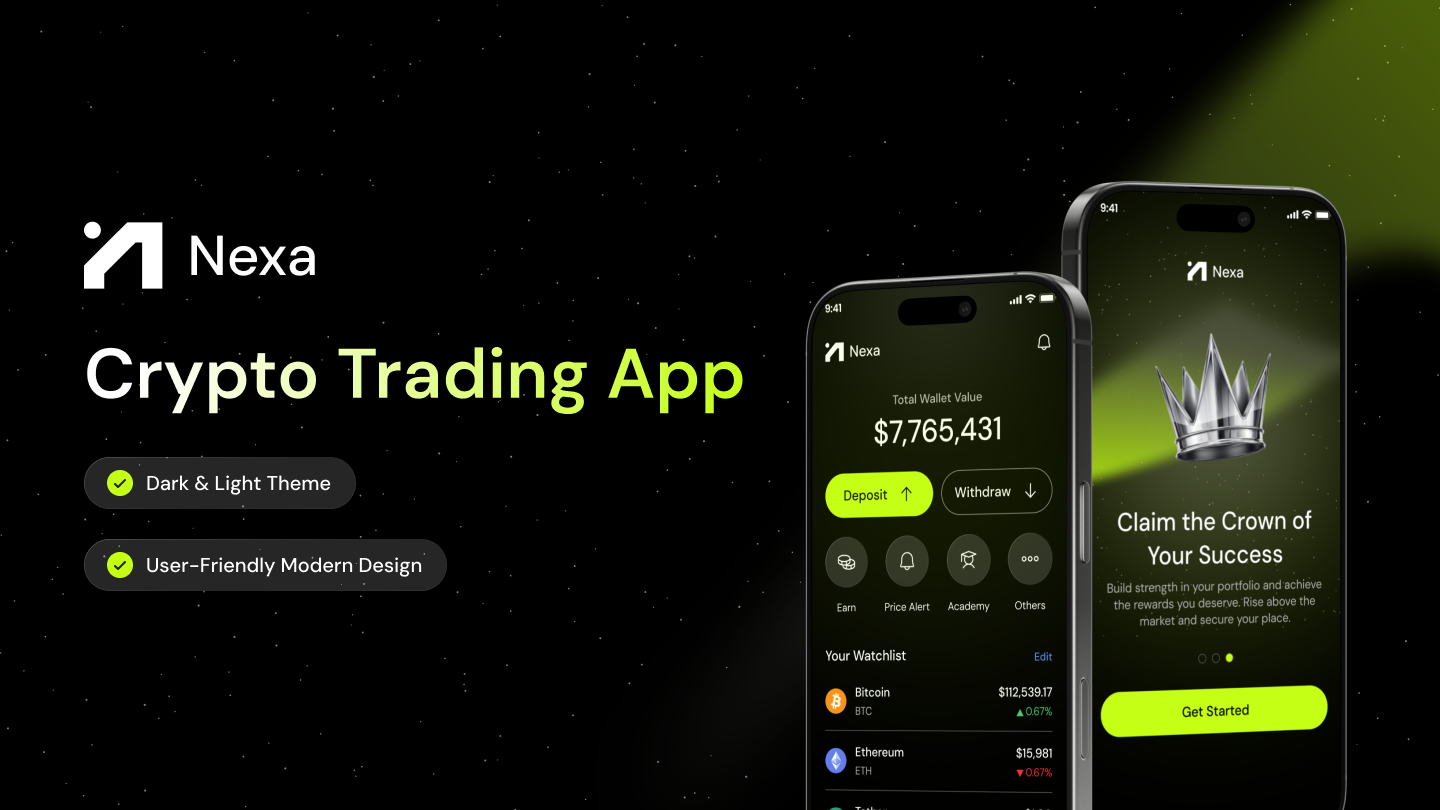 Nexa
Crypto Trading App
Dark & Light Theme
User-Friendly Modern Design
9:41
Nexa
Total Wallet Value
$7,765,431
Deposit
Withdraw
Earn
Price Alert
Academy
Others
Your Watchlist
Edit
Bitcoin
$112,539.17
BTC
▲0.67%
Ethereum
$15,981
ETH
▼0.67%
9:41
Nexa
Claim the Crown of
Your Success
Build strength in your portfolio and achieve
the rewards you deserve. Rise above the
market and secure your place.
Get Started